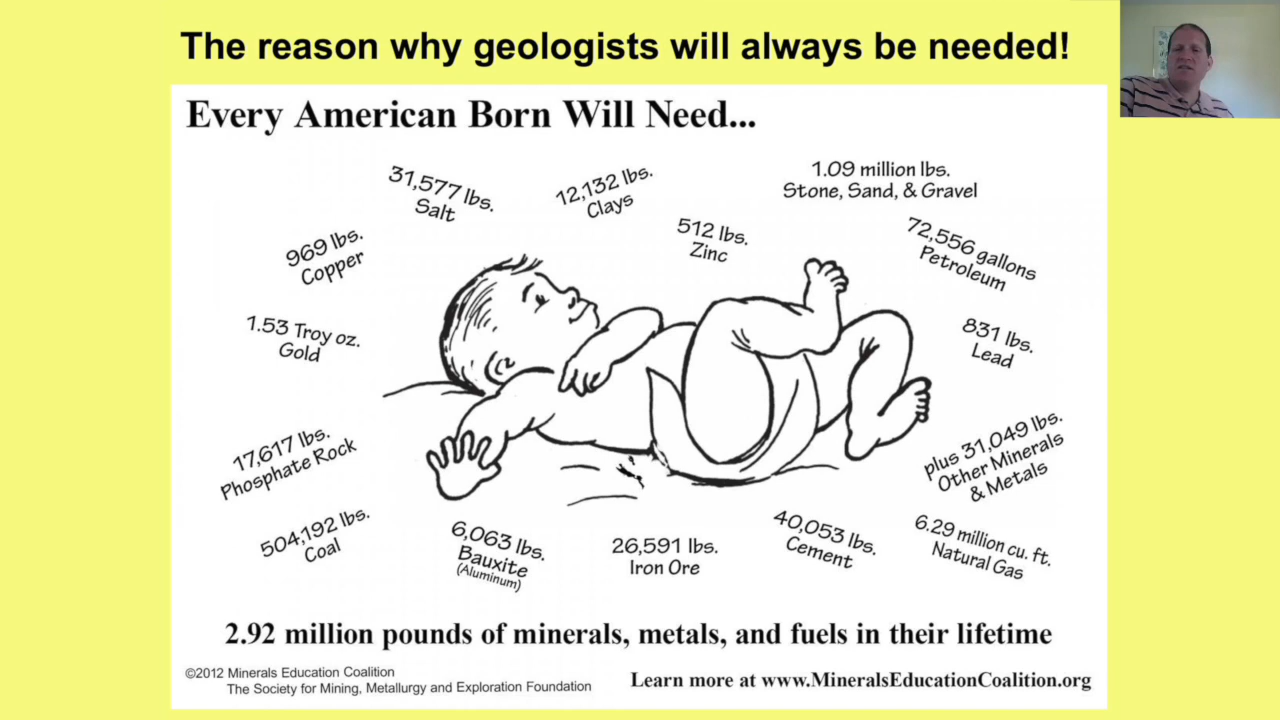 The reason why geologists will always be needed!
Every American Born Will Need...
31,577 lbs.
Salt
12,132 lbs.
Clays
1.09 million lbs.
Stone, Sand, & Gravel
512 lbs.
Zinc
72,556 gallons
Petroleum
969 lbs.
Copper
1.53 Troy oz.
Gold
831 lbs.
Lead
17,617 lbs.
Phosphate Rock
plus 31,049 lbs.
Other Minerals
& Metals
504,192 lbs.
Coal
6,063 lbs.
Bauxite
(Aluminum)
26,591 lbs.
Iron Ore
40,053 lbs.
Cement
6.29 million cu. ft.
Natural Gas
2.92 million pounds of minerals, metals, and fuels in their lifetime
©2012 Minerals Education Coalition
The Society for Mining, Metallurgy and Exploration Foundation
Learn more at www.MineralsEducationCoalition.org